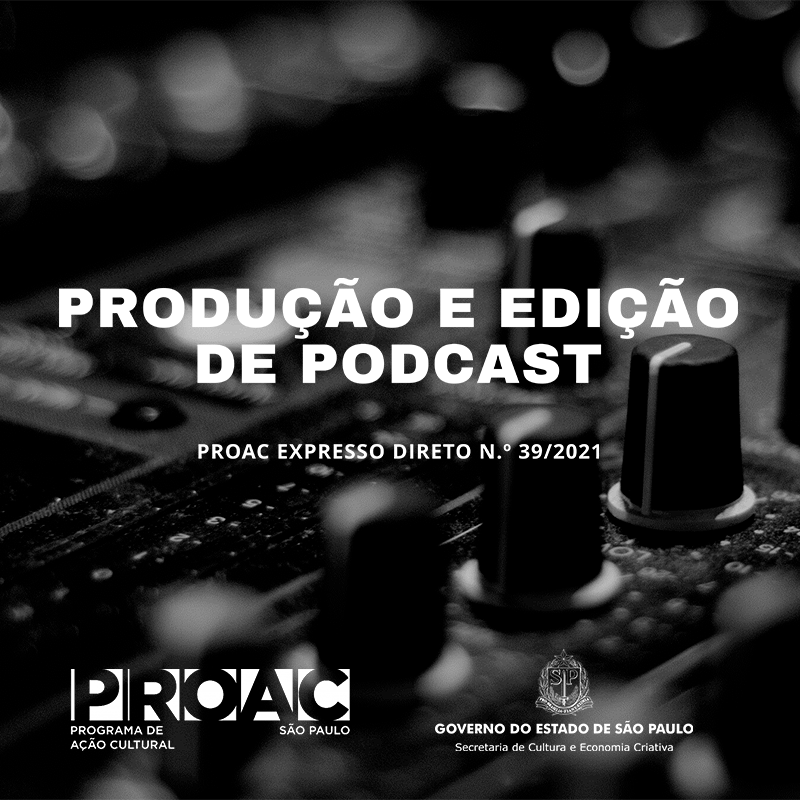 PRODUÇÃO E EDIÇÃO
DE PODCAST
PROAC EXPRESSO DIRETO N.º 39/2021
PROAC
PROGRAMA DE
AÇÃO CULTURAL
SÃO PAULO
SP
GOVERNO DO ESTADO DE SÃO PAULO
Secretaria de Cultura e Economia Criativa